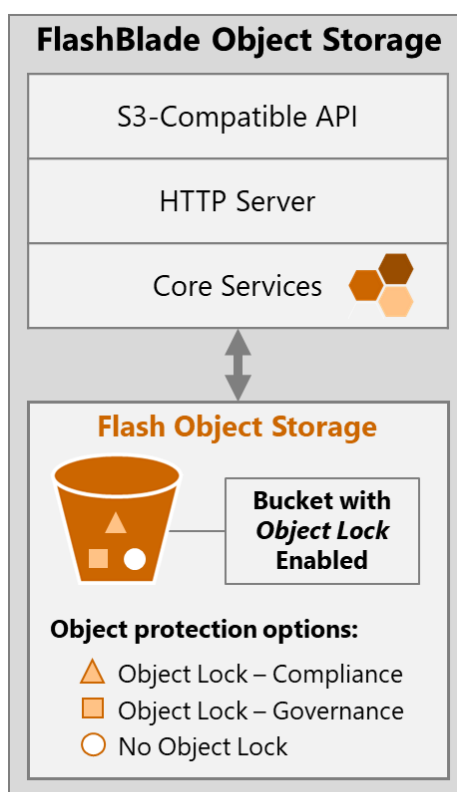 FlashBlade Object Storage
S3-Compatible API
HTTP Server
Core Services
Flash Object Storage
Bucket with
Object Lock
Enabled
Object protection options:
Object Lock – Compliance
Object Lock – Governance
No Object Lock